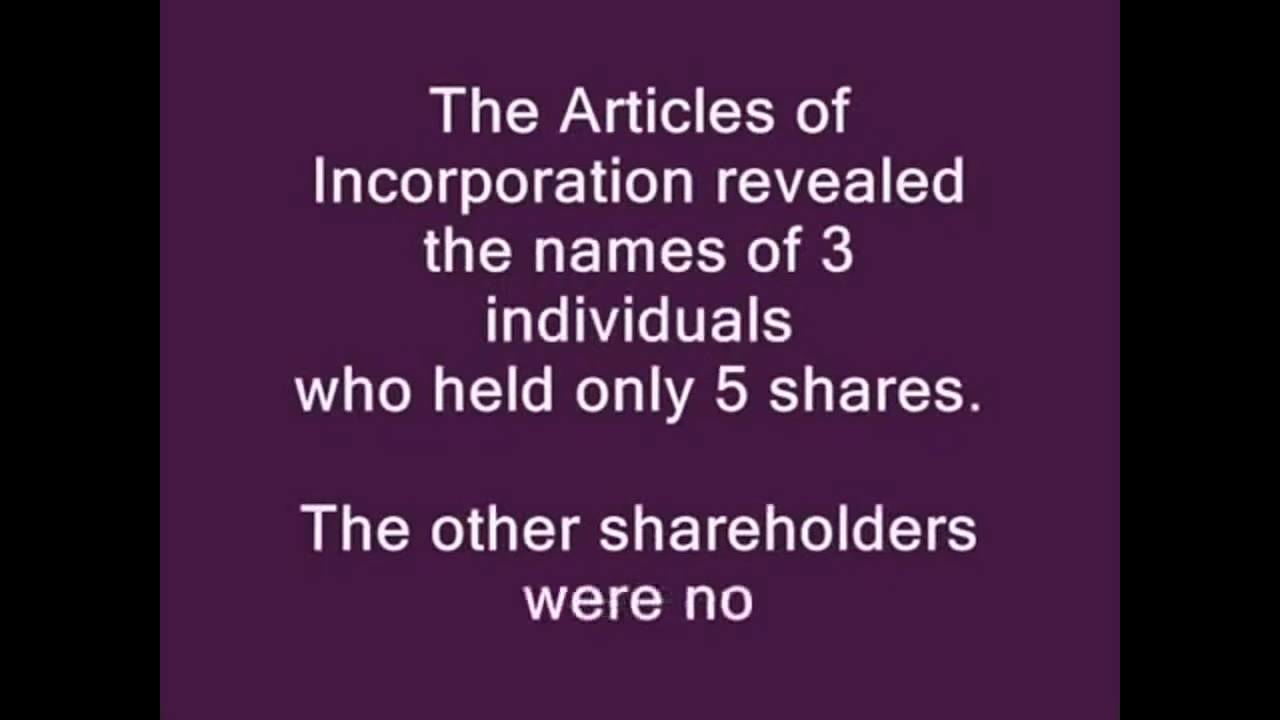 The Articles of
Incorporation revealed
the names of 3
individuals
who held only 5 shares.
The other shareholders
were no